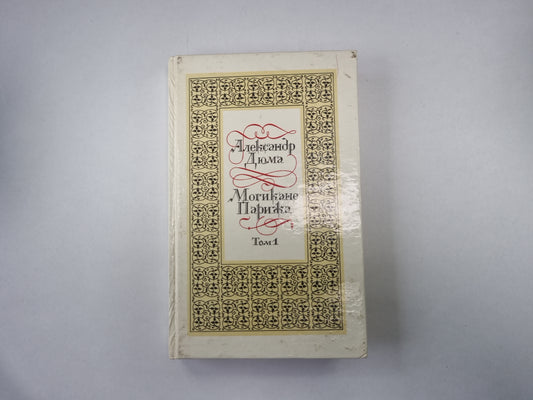 Александр
Дюма
Могикане
Парижа
Том 1